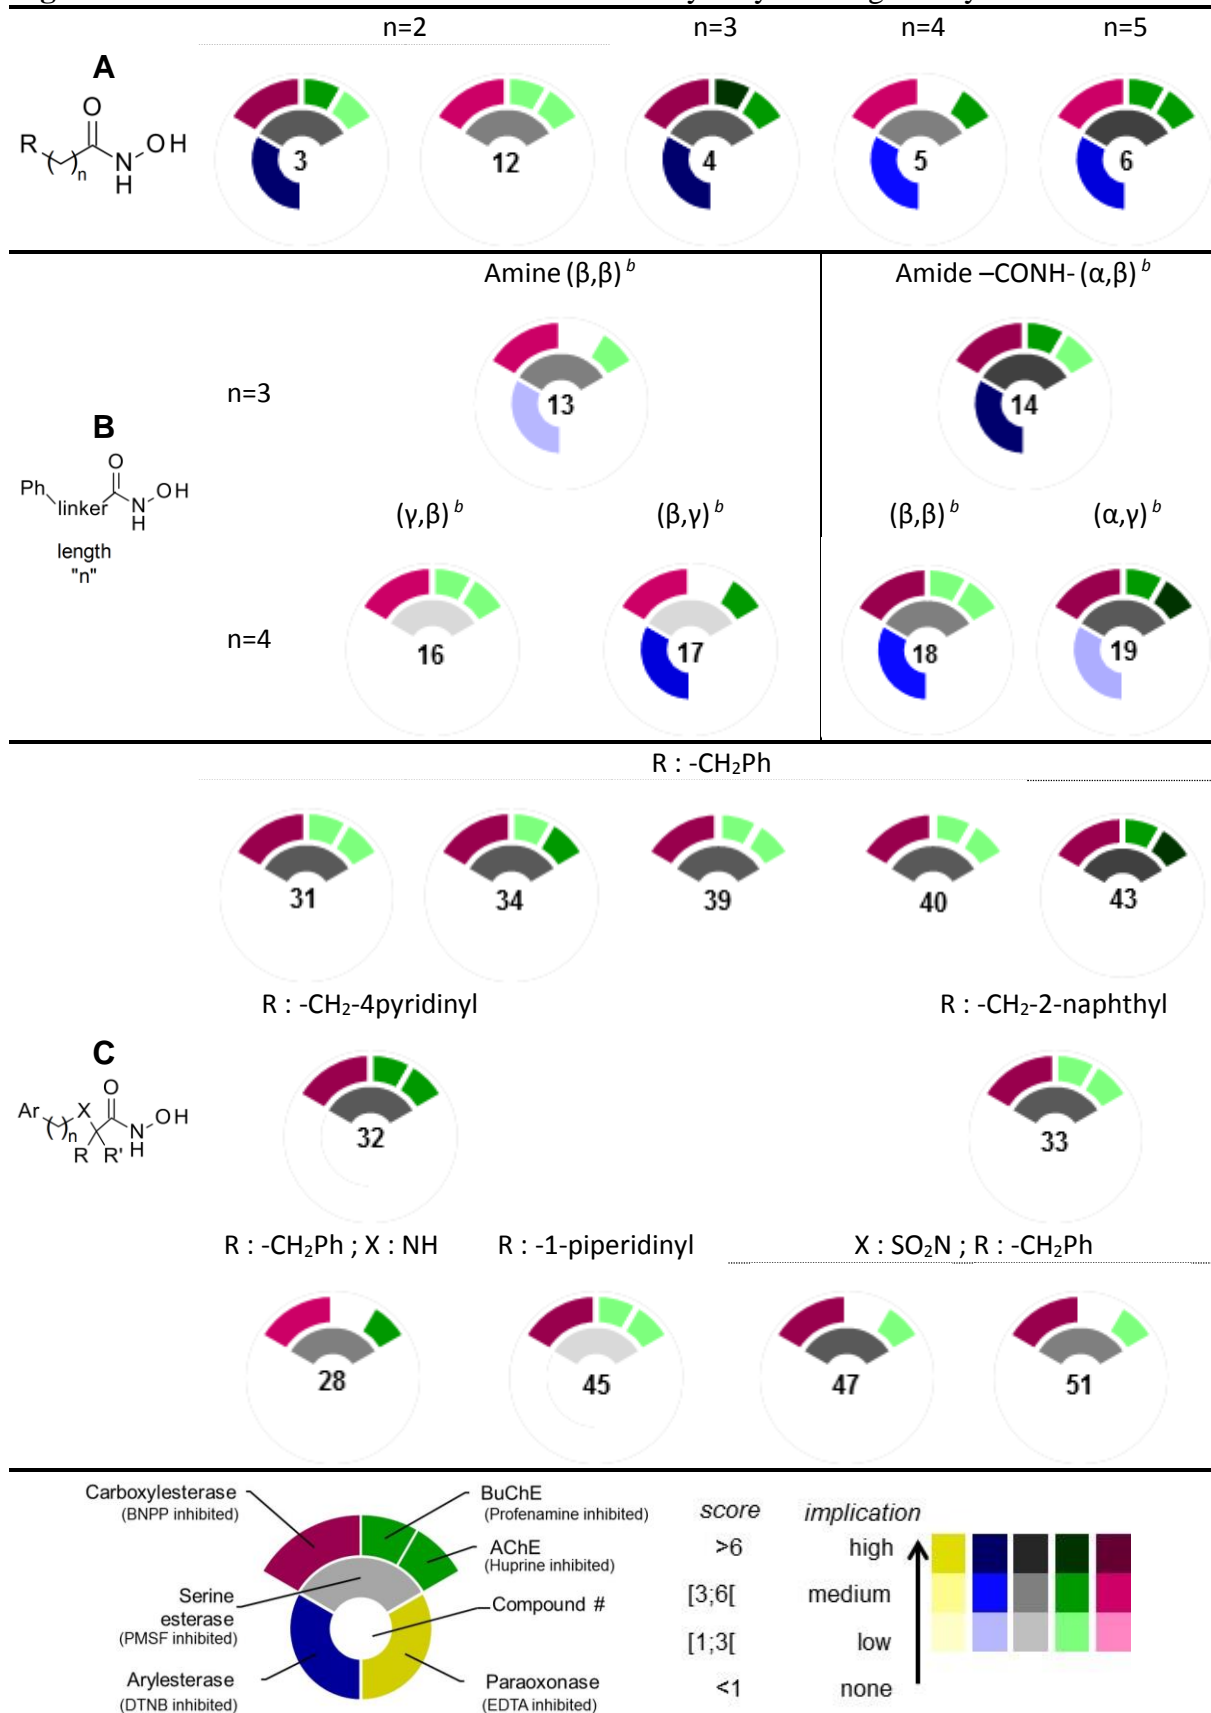 n=2 n=3 n=4 n=5
A
O
R ( )n N OH
H
3 12 4 5 6
Amine (β,β) b Amide –CONH- (α,β) b
n=3
13 14
B
O
Ph linker N OH
H
length
"n"
(γ,β) b (β,γ) b (β,β) b (α,γ) b
n=4
16 17 18 19
R : -CH2Ph
31 34 39 40 43
R : -CH2-4pyridinyl R : -CH2-2-naphthyl
C
O
Ar ( )n X N OH
H
R R'
32 33
R : -CH2Ph ; X : NH R : -1-piperidinyl X : SO2N ; R : -CH2Ph
28 45 47 51
Carboxylesterase
(BNPP inhibited)
BuChE
(Profenamine inhibited)
AChE
(Huprine inhibited)
Serine
esterase
(PMSF inhibited)
Compound #
Arylesterase
(DTNB inhibited)
Paraoxonase
(EDTA inhibited)
score implication
>6 high
[3;6[ medium
[1;3[ low
<1 none